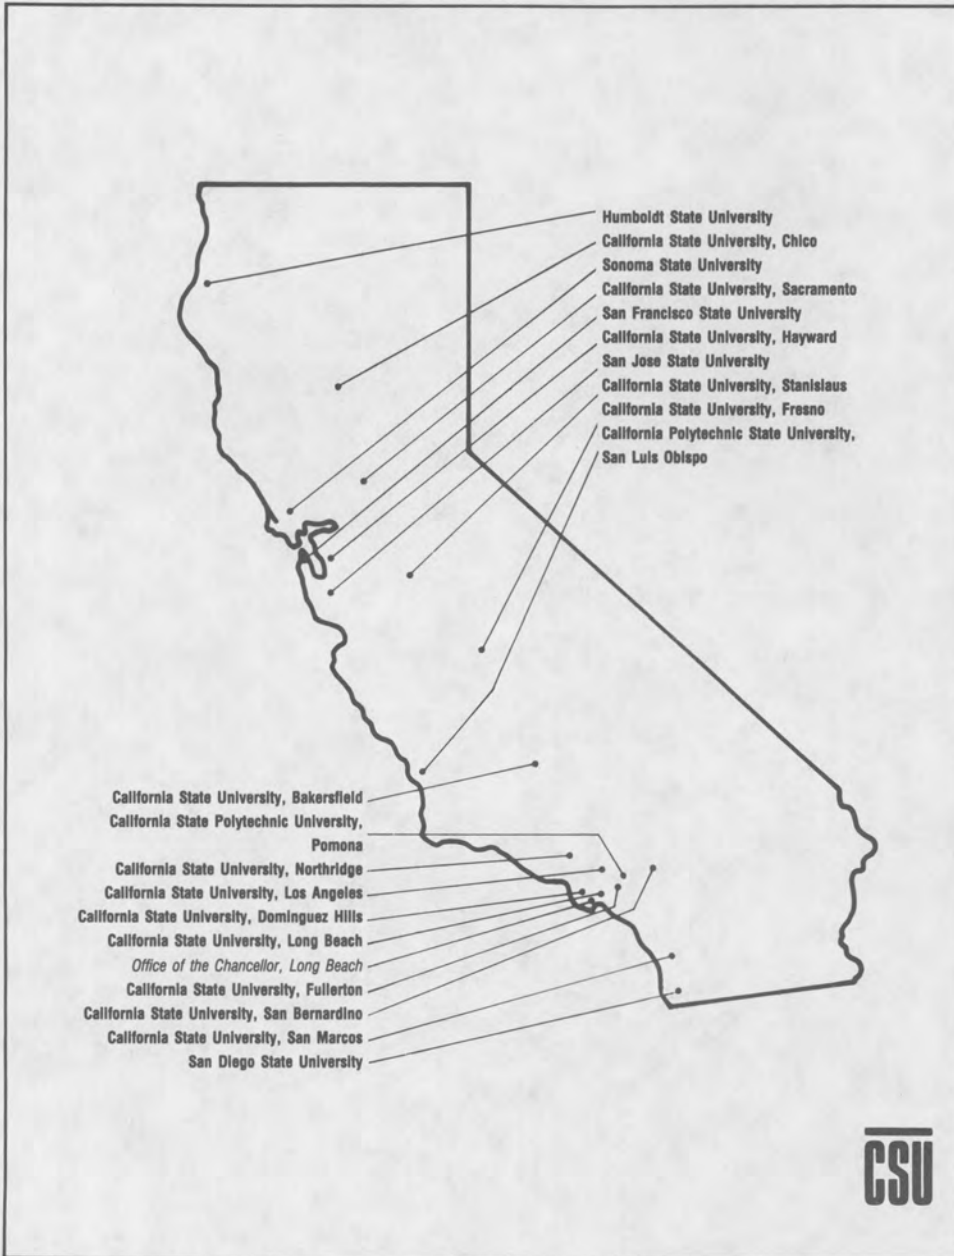 Humboldt State University
California State University, Chico
Sonoma State University
California State University, Sacramento
San Francisco State University
California State University, Hayward
San Jose State University
California State University, Stanislaus
California State University, Fresno
California Polytechnic State University,
San Luis Obispo
California State University, Bakersfield
California State Polytechnic University,
Pomona
California State University, Northridge
California State University, Los Angeles
California State University, Dominguez Hills
California State University, Long Beach
Office of the Chancellor, Long Beach
California State University, Fullerton
California State University, San Bernardino
California State University, San Marcos
San Diego State University
CSU